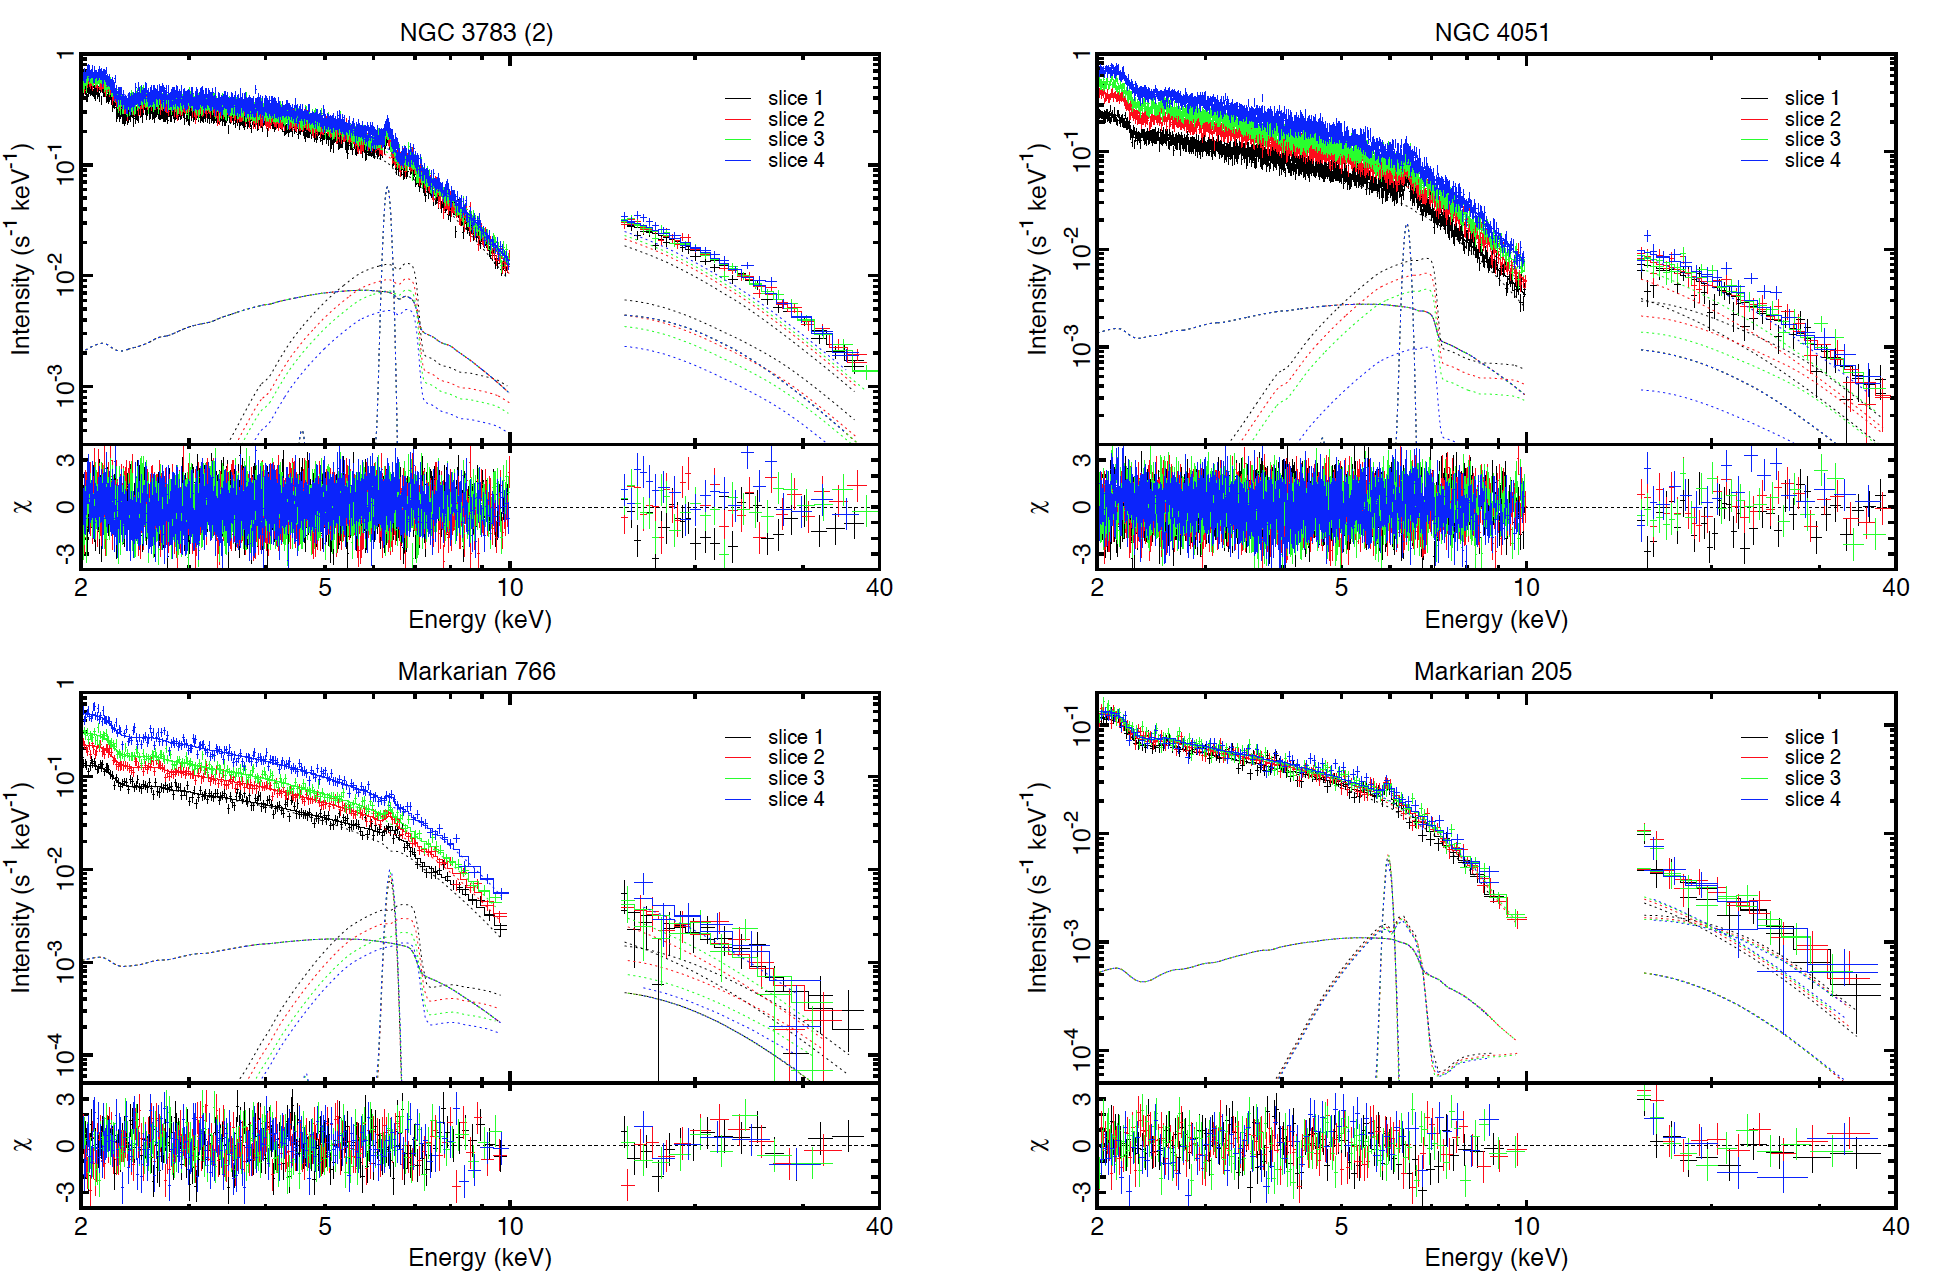 NGC 3783 (2)
1
10^-1
10^-2
10^-3
Intensity (s^-1 keV^-1)
slice 1
slice 2
slice 3
slice 4
3
0
-3
χ
2 5 10 40
Energy (keV)
NGC 4051
1
10^-1
10^-2
10^-3
Intensity (s^-1 keV^-1)
slice 1
slice 2
slice 3
slice 4
3
0
-3
χ
2 5 10 40
Energy (keV)
Markarian 766
1
10^-1
10^-2
10^-3
10^-4
Intensity (s^-1 keV^-1)
slice 1
slice 2
slice 3
slice 4
3
0
-3
χ
2 5 10 40
Energy (keV)
Markarian 205
10^-1
10^-2
10^-3
10^-4
Intensity (s^-1 keV^-1)
slice 1
slice 2
slice 3
slice 4
3
0
-3
χ
2 5 10 40
Energy (keV)